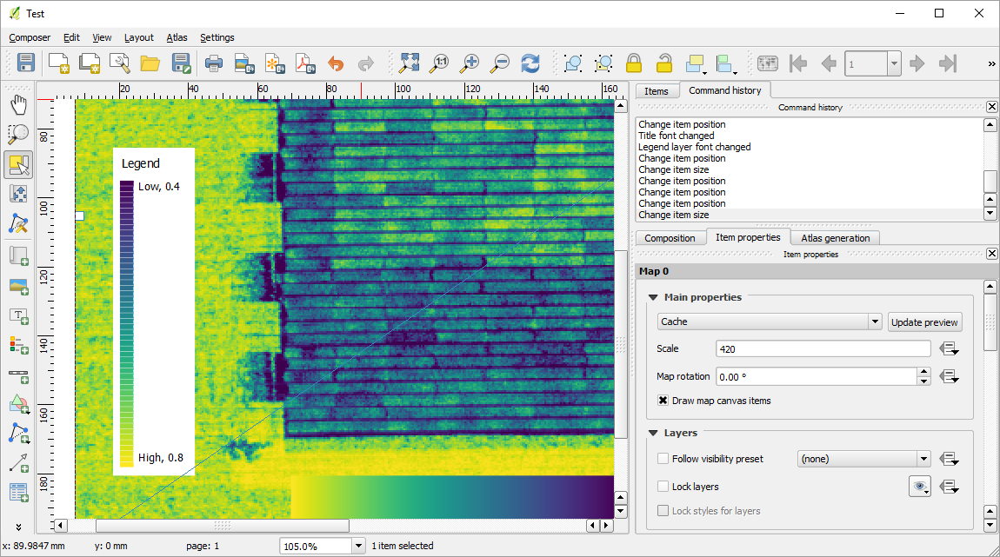 Test
Composer Edit View Layout Atlas Settings
1:1
1
»
20 40 60 80 100 120 140 160
80
100
120
140
160
180
Legend
Low, 0.4
High, 0.8
T
Items Command history
Command history
Change item position
Title font changed
Legend layer font changed
Change item position
Change item size
Change item position
Change item position
Change item position
Change item size
Composition Item properties Atlas generation
Item properties
Map 0
Main properties
Cache Update preview
Scale 420
Map rotation 0.00 °
Draw map canvas items
Layers
Follow visibility preset (none)
Lock layers
Lock styles for layers
x: 89.9847 mm y: 0 mm page: 1 105.0% 1 item selected